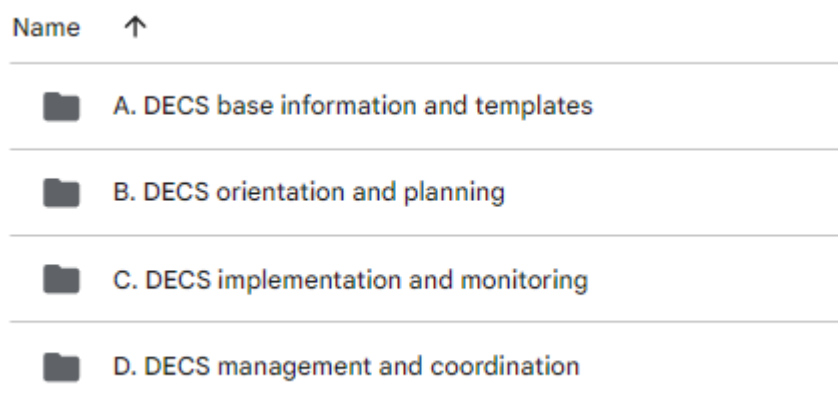 Name ↑
A. DECS base information and templates
B. DECS orientation and planning
C. DECS implementation and monitoring
D. DECS management and coordination